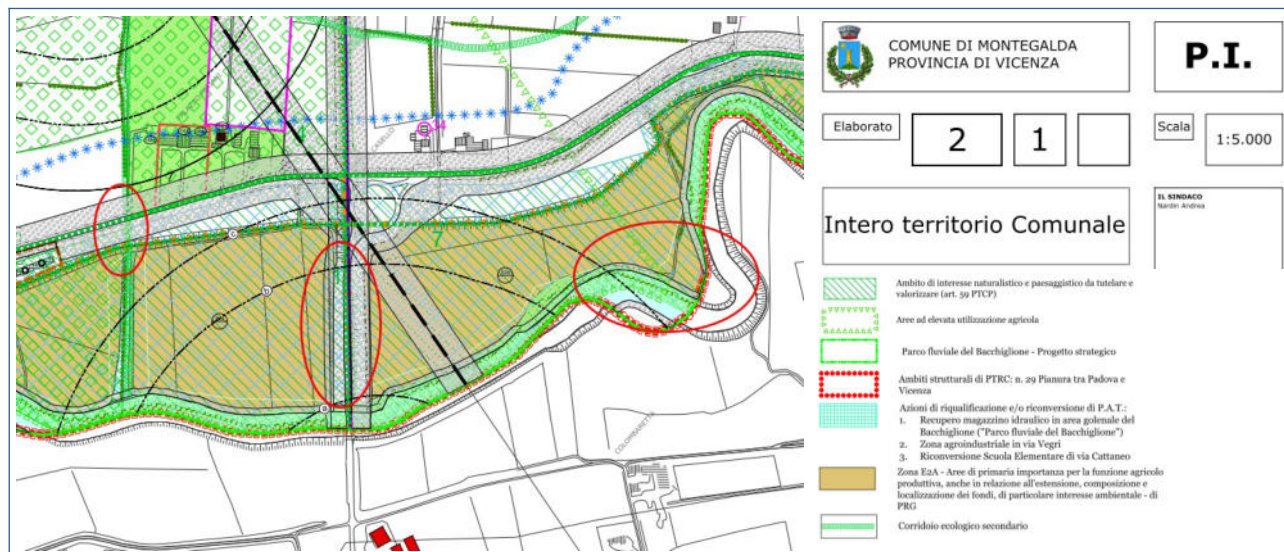 COMUNE DI MONTEGALDA
PROVINCIA DI VICENZA
P.I.
Elaborato
2
1
Scala
1:5.000
Intero territorio Comunale
IL SINDACO
Nardin Andrea
Ambito di interesse naturalistico e paesaggistico da tutelare e
valorizzare (art. 59 PTCP)
Aree ad elevata utilizzazione agricola
Parco fluviale del Bacchiglione - Progetto strategico
Ambiti strutturali di PTRC: n. 29 Pianura tra Padova e
Vicenza
Azioni di riqualificazione e/o riconversione di P.A.T.:
1. Recupero magazzino idraulico in area golenale del
Bacchiglione ("Parco fluviale del Bacchiglione")
2. Zona agroindustriale in via Vegri
3. Riconversione Scuola Elementare di via Cattaneo
Zona E2A - Aree di primaria importanza per la funzione agricolo
produttiva, anche in relazione all'estensione, composizione e
localizzazione dei fondi, di particolare interesse ambientale - di
PRG
Corridoio ecologico secondario
34
CASELLO
c
7
b
a
COLOMBARETTA